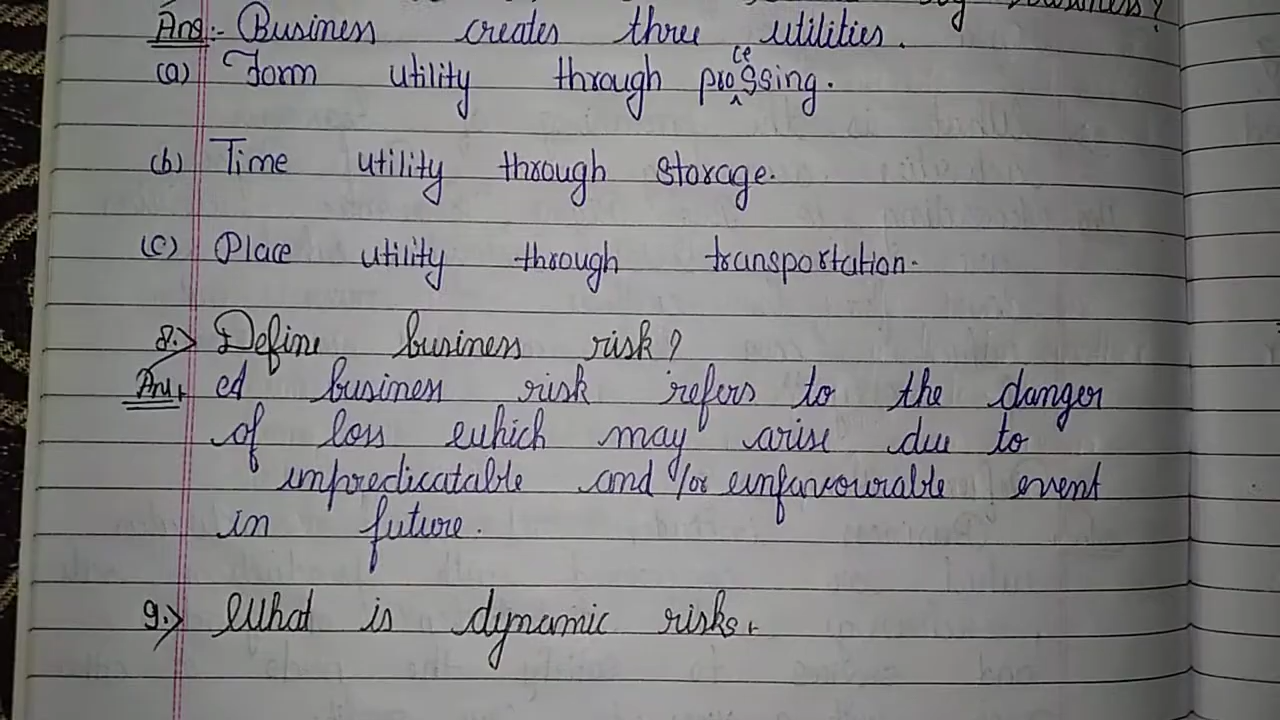 by business?
Ans:- Business creates three utilities.
(a) Form utility through processing.
(b) Time utility through storage.
(c) Place utility through transportation.
8.> Define business risk?
Ans+ A business risk refers to the danger
of loss which may arise due to
unpredicatable and/or unfavourable event
in future.
9.> What is dynamic risks+